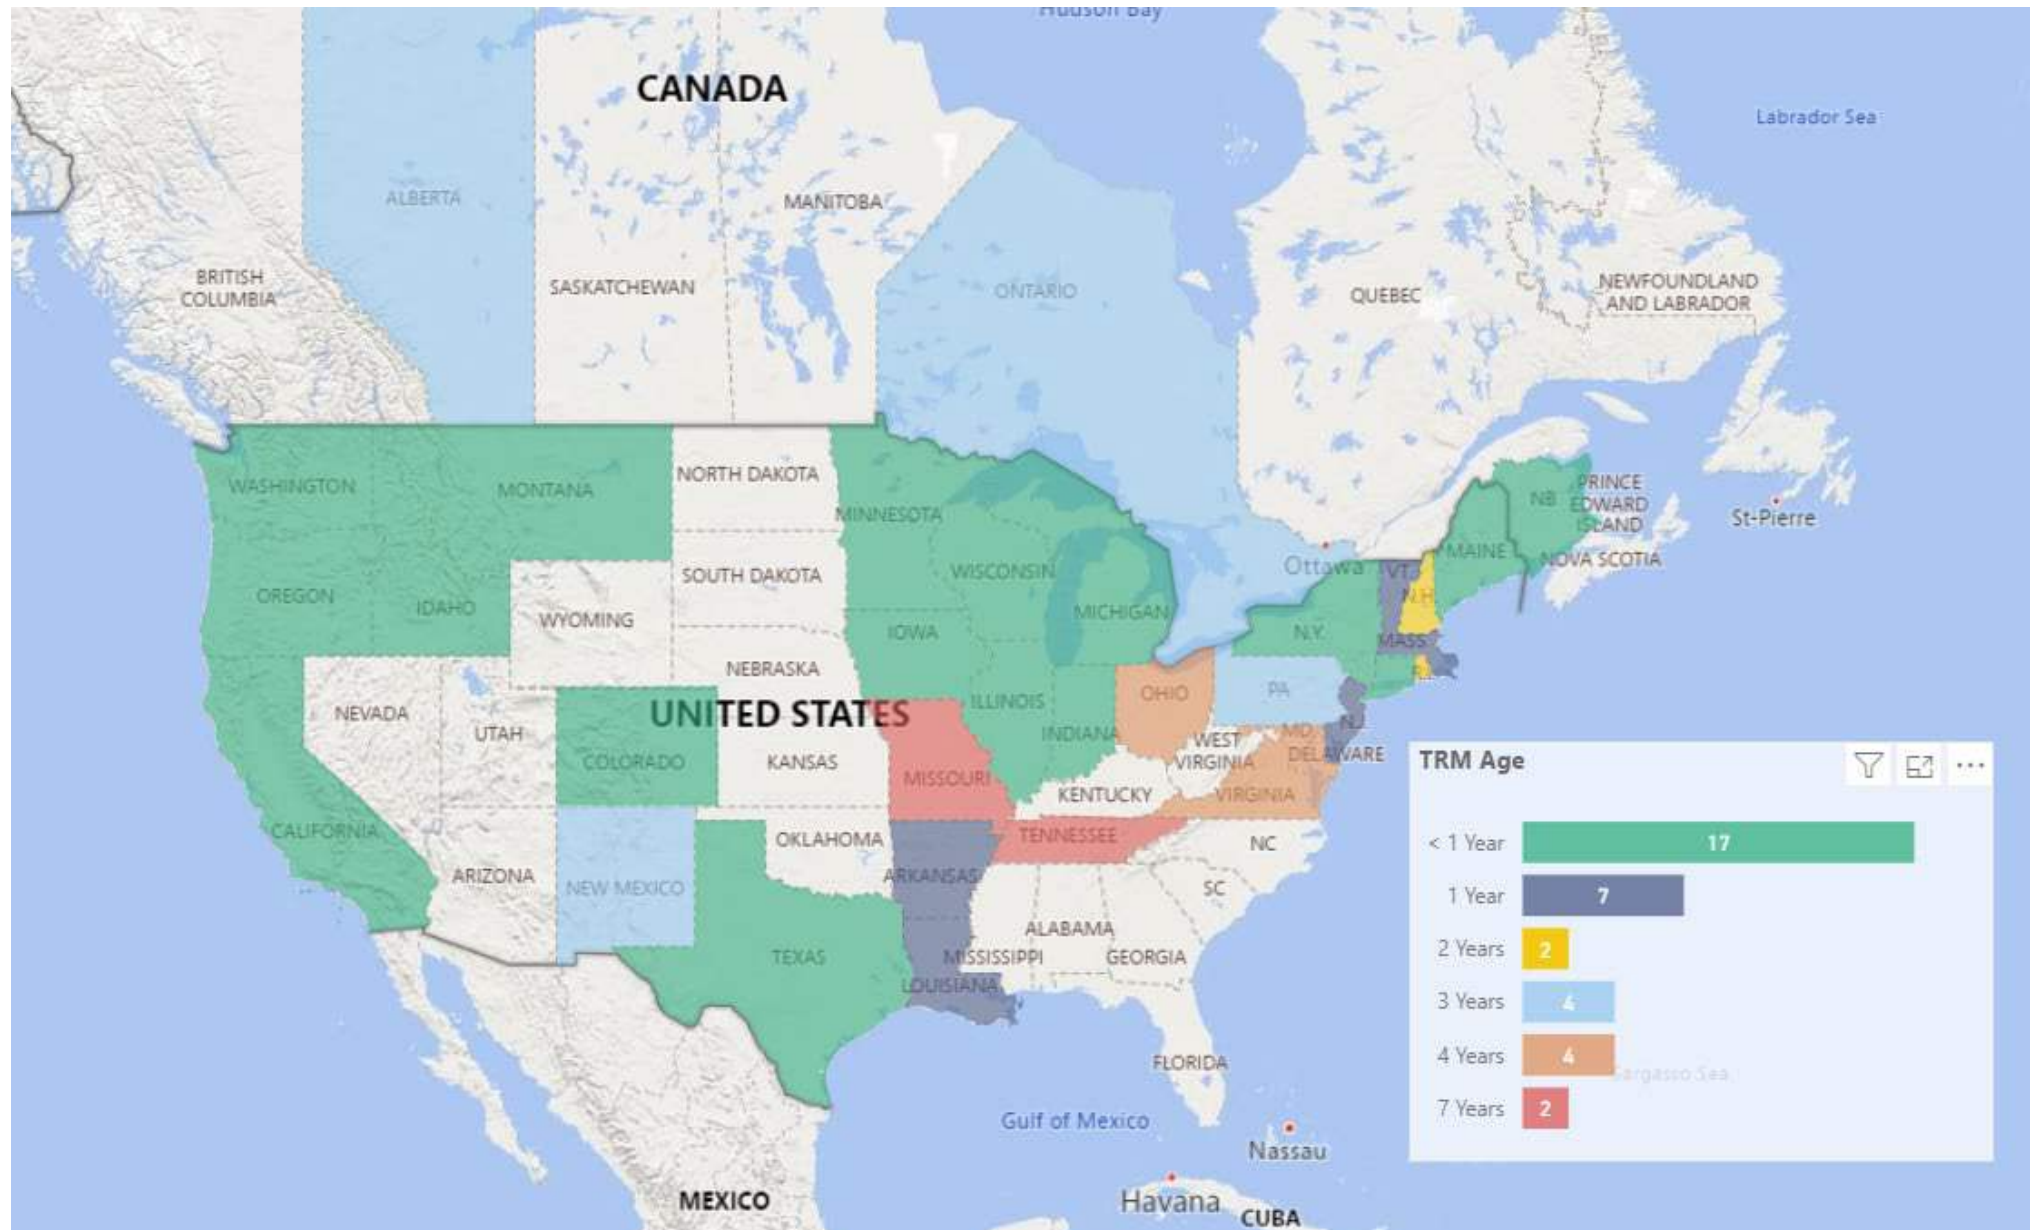 Hudson Bay
CANADA
Labrador Sea
ALBERTA
MANITOBA
BRITISH
COLUMBIA
SASKATCHEWAN
ONTARIO
QUEBEC
NEWFOUNDLAND
AND LABRADOR
WASHINGTON
MONTANA
NORTH DAKOTA
MINNESOTA
NB
PRINCE
EDWARD
ISLAND
St-Pierre
OREGON
IDAHO
WYOMING
SOUTH DAKOTA
WISCONSIN
MICHIGAN
Ottawa
VT.
N.H.
MAINE
NOVA SCOTIA
IOWA
N.Y.
MASS
NEBRASKA
NEVADA
UTAH
UNITED STATES
ILLINOIS
INDIANA
OHIO
PA
N.J.
COLORADO
KANSAS
MISSOURI
WEST
VIRGINIA
MD.
DELAWARE
KENTUCKY
VIRGINIA
CALIFORNIA
OKLAHOMA
TENNESSEE
NC
ARIZONA
NEW MEXICO
ARKANSAS
SC
TEXAS
ALABAMA
MISSISSIPPI
GEORGIA
LOUISIANA
FLORIDA
Gulf of Mexico
Nassau
Havana
MEXICO
CUBA
TRM Age
< 1 Year 17
1 Year 7
2 Years 2
3 Years 4
4 Years 4
Sargasso Sea
7 Years 2